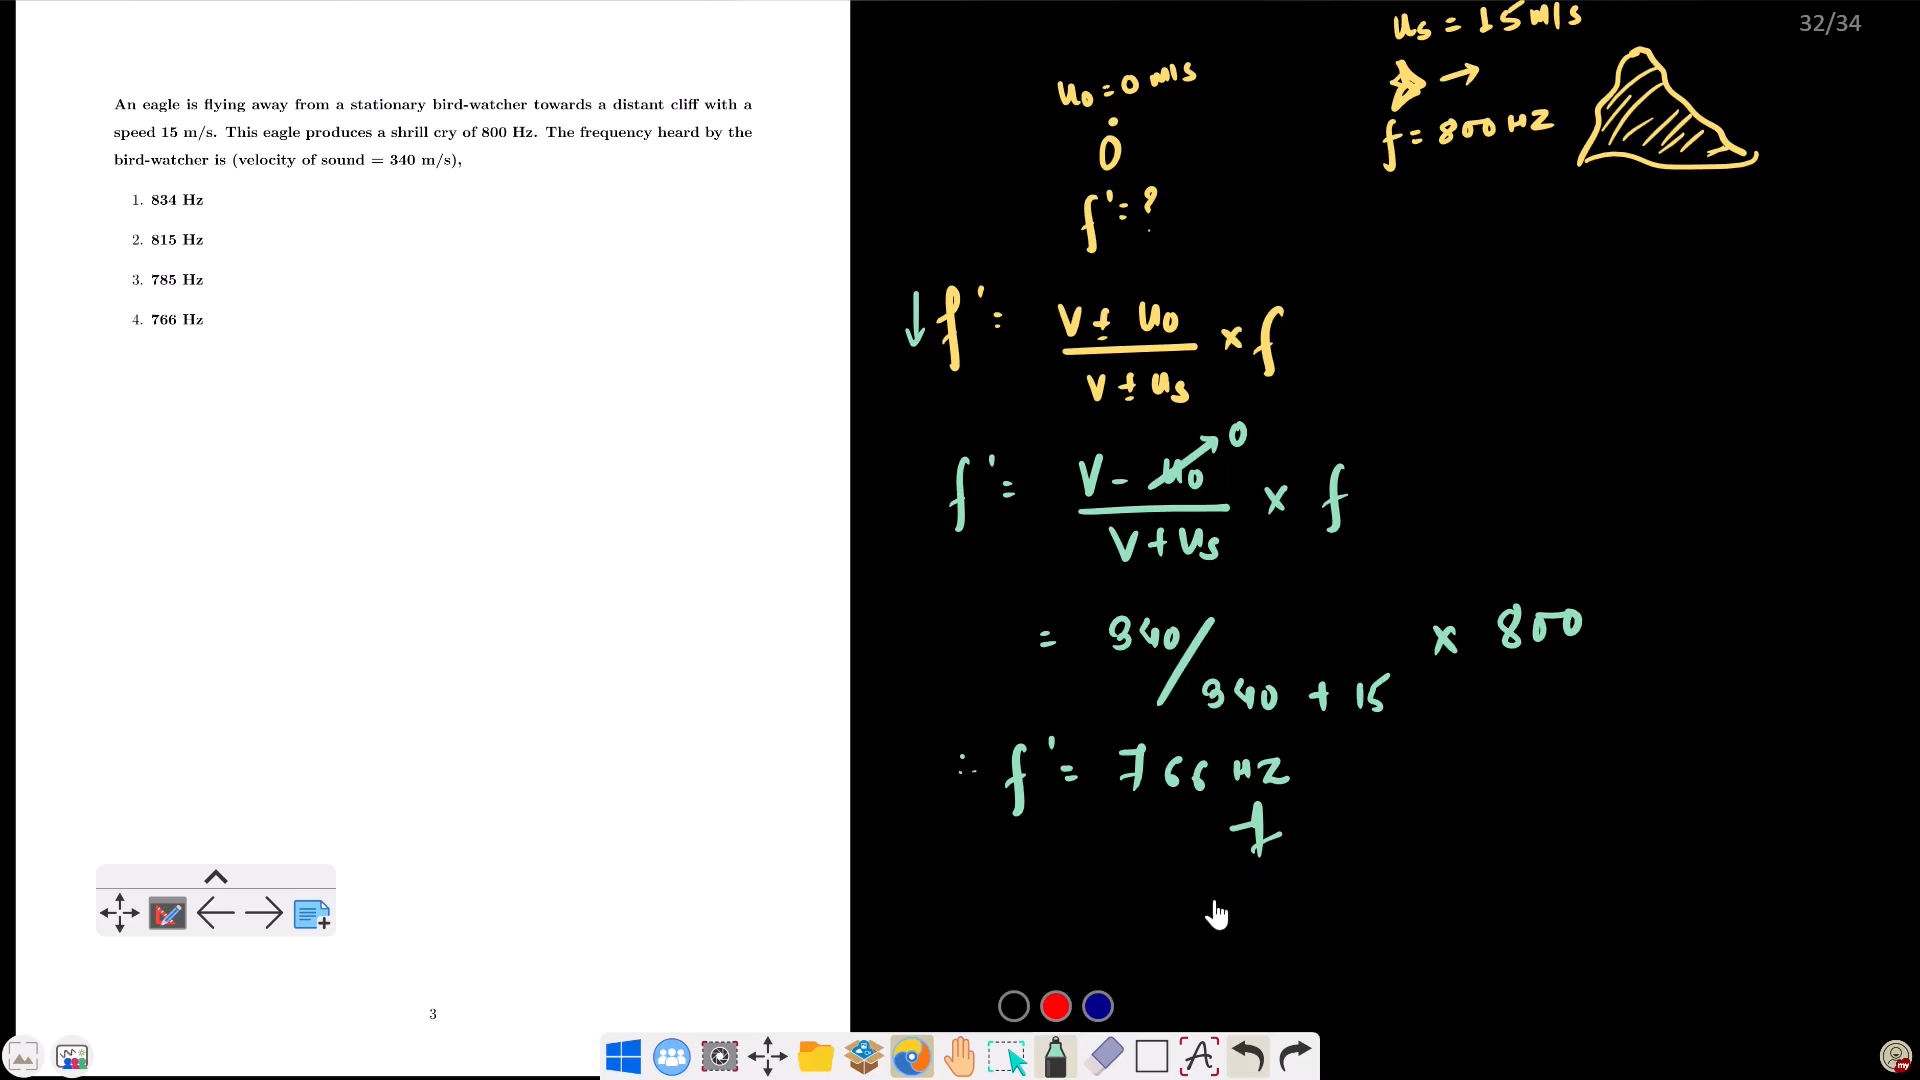 An eagle is flying away from a stationary bird-watcher towards a distant cliff with a
speed 15 m/s. This eagle produces a shrill cry of 800 Hz. The frequency heard by the
bird-watcher is (velocity of sound = 340 m/s),
1. 834 Hz
2. 815 Hz
3. 785 Hz
4. 766 Hz
3
32/34
us = 15 m/s
u0 = 0 m/s
f = 800 HZ
O
f' = ?
↓ f' = V ± u0 / V ± us × f
f' = V - u0 → 0 / V + us × f
= 340 / 340 + 15 × 800
∴ f' = 766 HZ
my